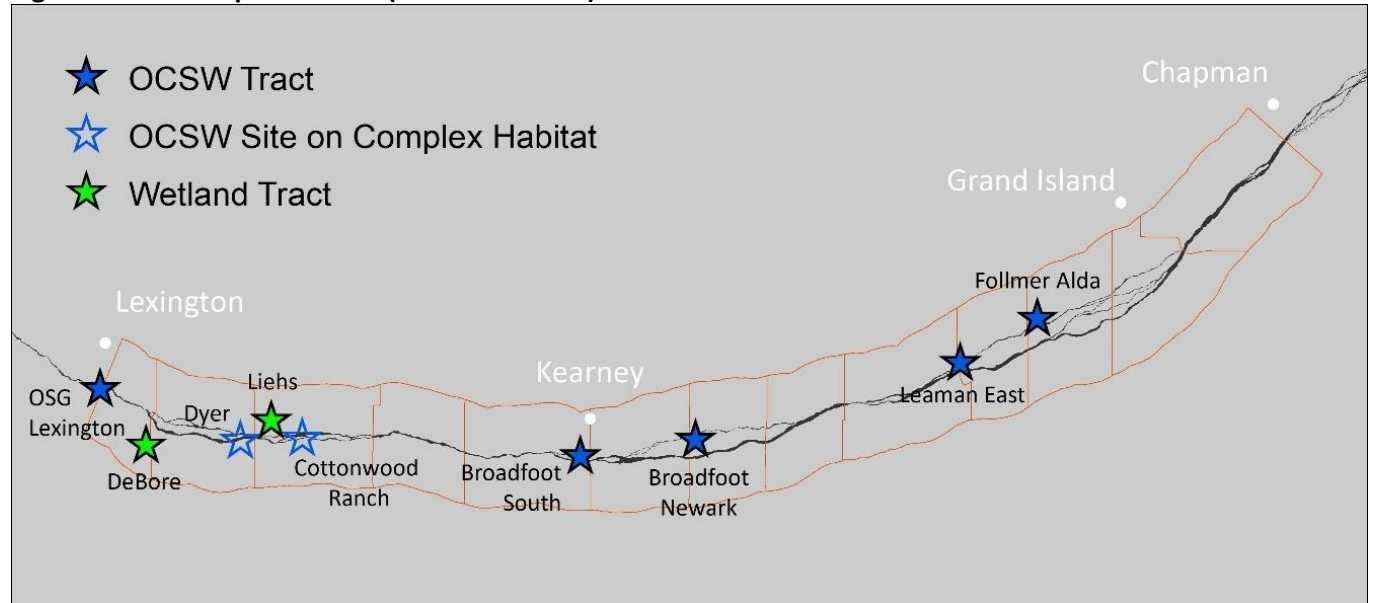 OCSW Tract
OCSW Site on Complex Habitat
Wetland Tract
Chapman
Grand Island
Follmer Alda
Leaman East
Lexington
Kearney
Liehs
OSG
Lexington
Dyer
DeBore
Cottonwood
Ranch
Broadfoot
South
Broadfoot
Newark